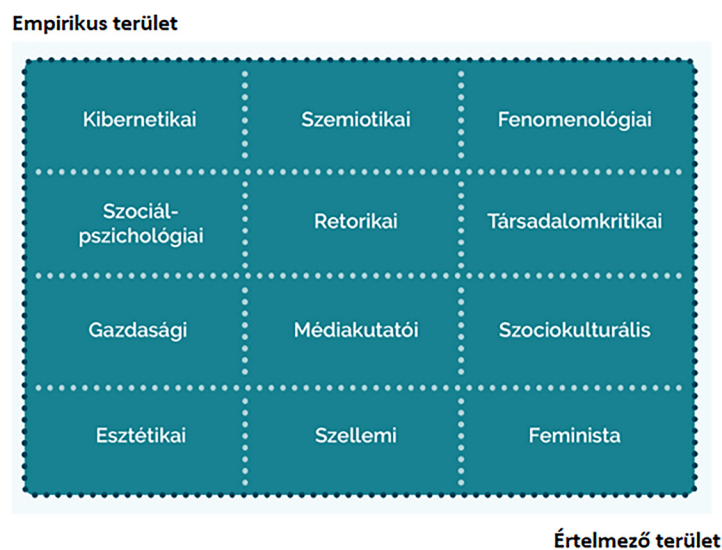 Empirikus terület
Kibernetikai
Szemiotikai
Fenomenológiai
Szociál-
pszichológiai
Retorikai
Társadalomkritikai
Gazdasági
Médiakutatói
Szociokulturális
Esztétikai
Szellemi
Feminista
Értelmező terület